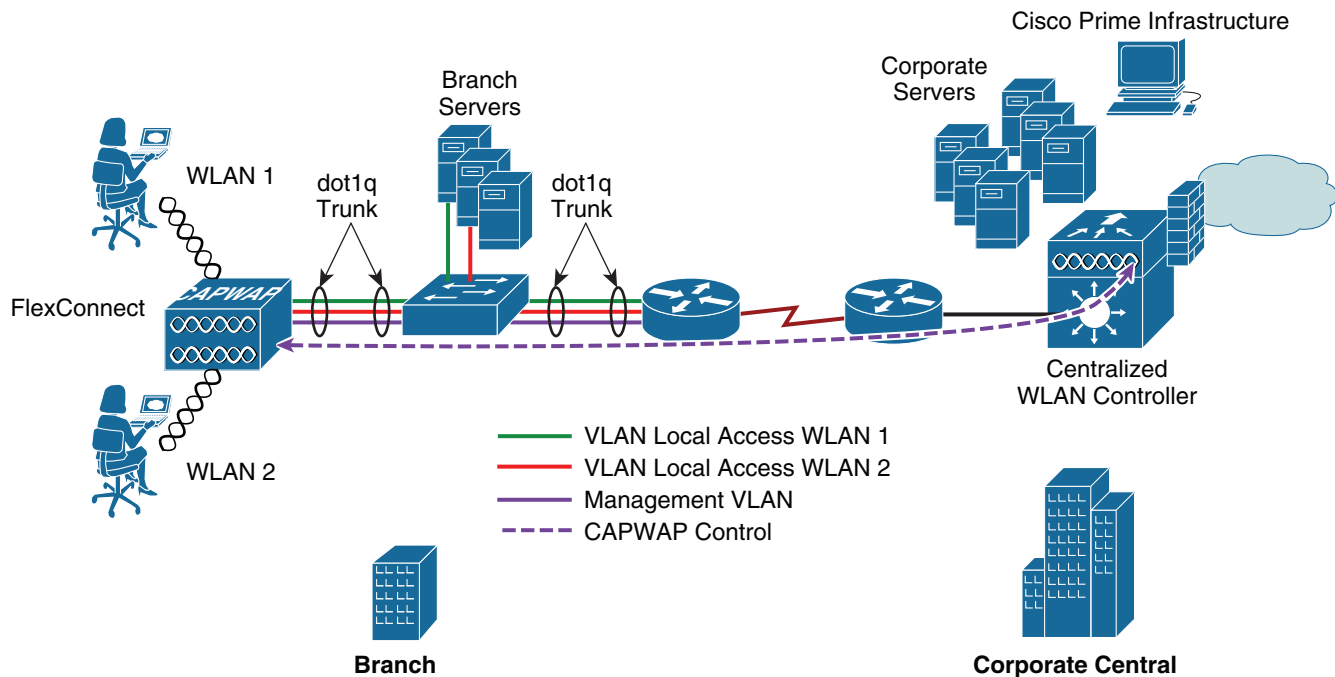 Cisco Prime Infrastructure
Corporate
Servers
Branch
Servers
WLAN 1
dot1q
Trunk
dot1q
Trunk
FlexConnect
CAPWAP
Centralized
WLAN Controller
WLAN 2
VLAN Local Access WLAN 1
VLAN Local Access WLAN 2
Management VLAN
CAPWAP Control
Branch
Corporate Central